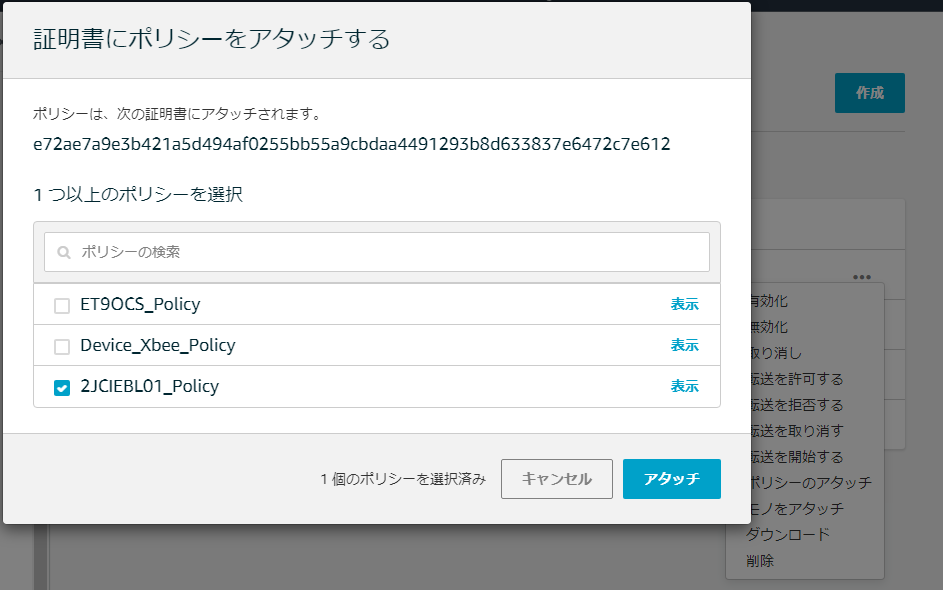 証明書にポリシーをアタッチする
作成
ポリシーは、次の証明書にアタッチされます。
e72ae7a9e3b421a5d494af0255bb55a9cbdaa4491293b8d633837e6472c7e612
1 つ以上のポリシーを選択
ポリシーの検索
ET9OCS_Policy 表示
Device_Xbee_Policy 表示
2JCIEBL01_Policy 表示
1 個のポリシーを選択済み キャンセル アタッチ
有効化
無効化
取り消し
転送を許可する
転送を拒否する
転送を取り消す
転送を開始する
ポリシーのアタッチ
モノをアタッチ
ダウンロード
削除